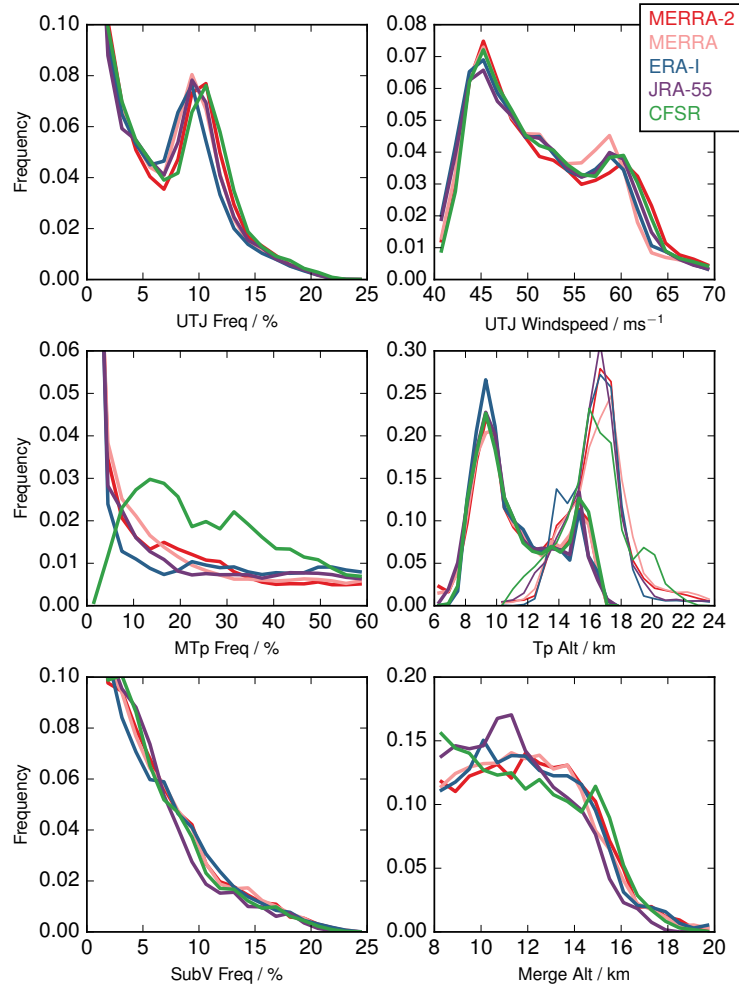 MERRA-2
MERRA
ERA-I
JRA-55
CFSR
0.10
0.08
0.06
0.04
0.02
0.00
Frequency
0 5 10 15 20 25
UTJ Freq / %
0.08
0.07
0.06
0.05
0.04
0.03
0.02
0.01
0.00
40 45 50 55 60 65 70
UTJ Windspeed / ms⁻¹
0.06
0.05
0.04
0.03
0.02
0.01
0.00
Frequency
0 10 20 30 40 50 60
MTp Freq / %
0.30
0.25
0.20
0.15
0.10
0.05
0.00
6 8 10 12 14 16 18 20 22 24
Tp Alt / km
0.10
0.08
0.06
0.04
0.02
0.00
Frequency
0 5 10 15 20 25
SubV Freq / %
0.20
0.15
0.10
0.05
0.00
8 10 12 14 16 18 20
Merge Alt / km